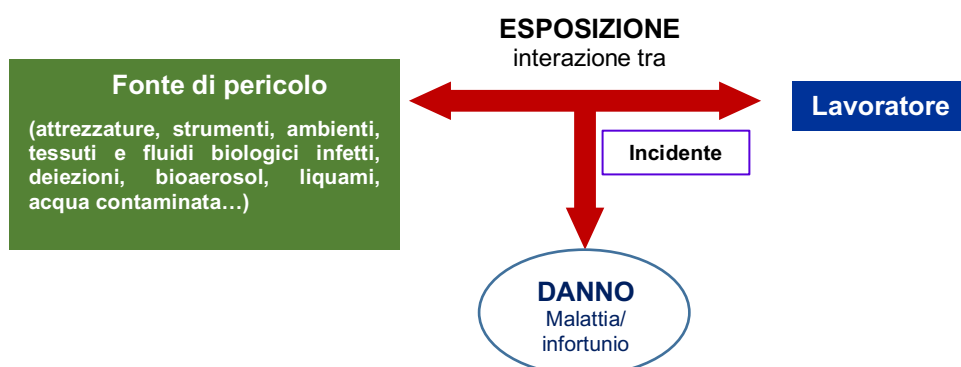 ESPOSIZIONE
interazione tra
Fonte di pericolo
(attrezzature, strumenti, ambienti,
tessuti e fluidi biologici infetti,
deiezioni, bioaerosol, liquami,
acqua contaminata…)
Lavoratore
Incidente
DANNO
Malattia/
infortunio